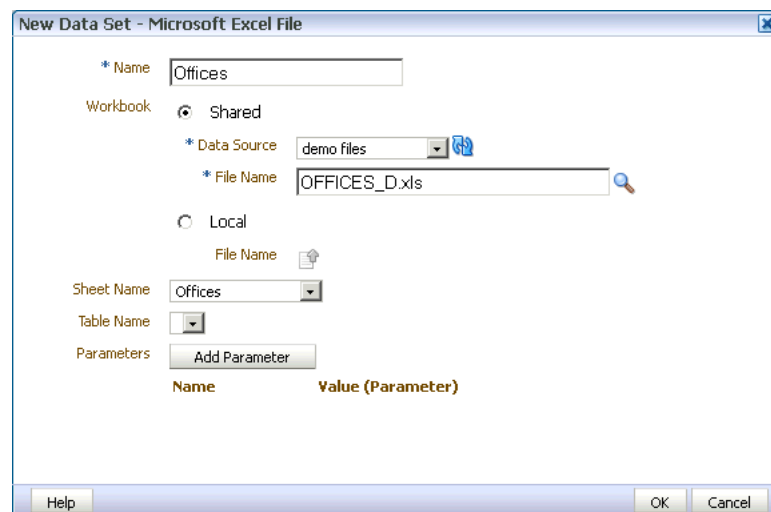 New Data Set - Microsoft Excel File
* Name Offices
Workbook Shared
* Data Source demo files
* File Name OFFICES_D.xls
Local
File Name
Sheet Name Offices
Table Name
Parameters Add Parameter
Name Value (Parameter)
Help OK Cancel